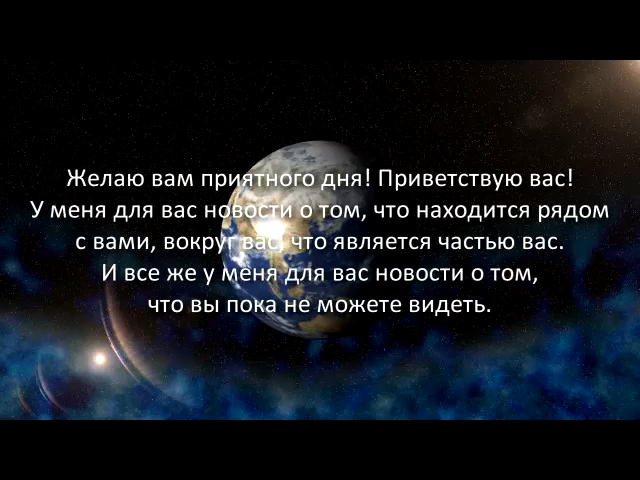 Желаю вам приятного дня! Приветствую вас!
У меня для вас новости о том, что находится рядом
с вами, вокруг вас, что является частью вас.
И все же у меня для вас новости о том,
что вы пока не можете видеть.